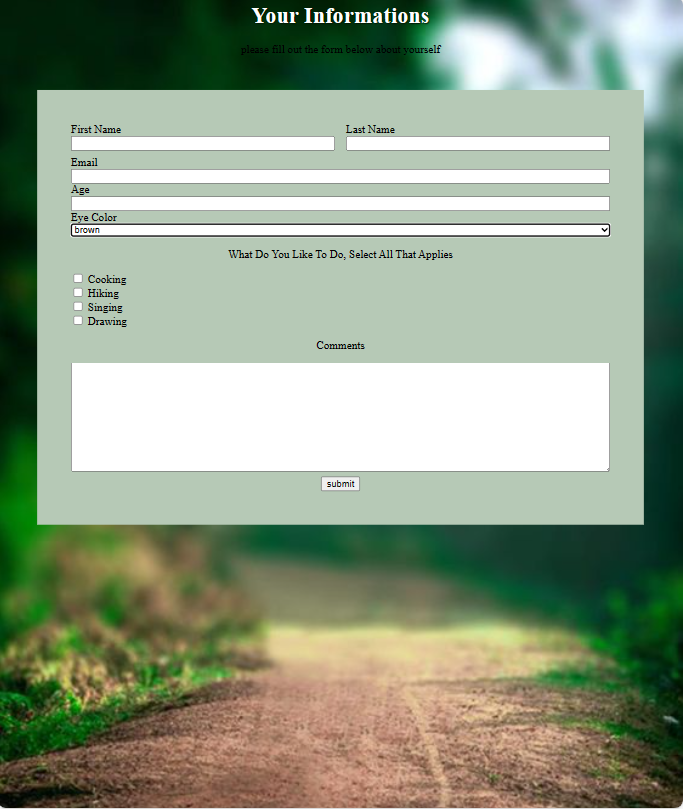 Your Informations
please fill out the form below about yourself
First Name Last Name
Email
Age
Eye Color
brown
What Do You Like To Do, Select All That Applies
Cooking
Hiking
Singing
Drawing
Comments
submit